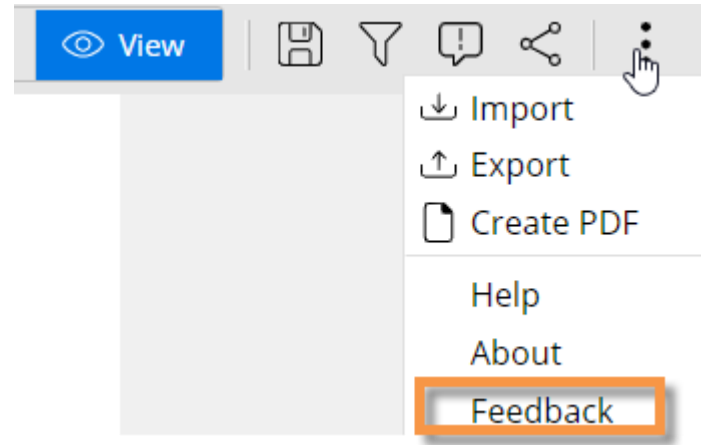 View
Import
Export
Create PDF
Help
About
Feedback